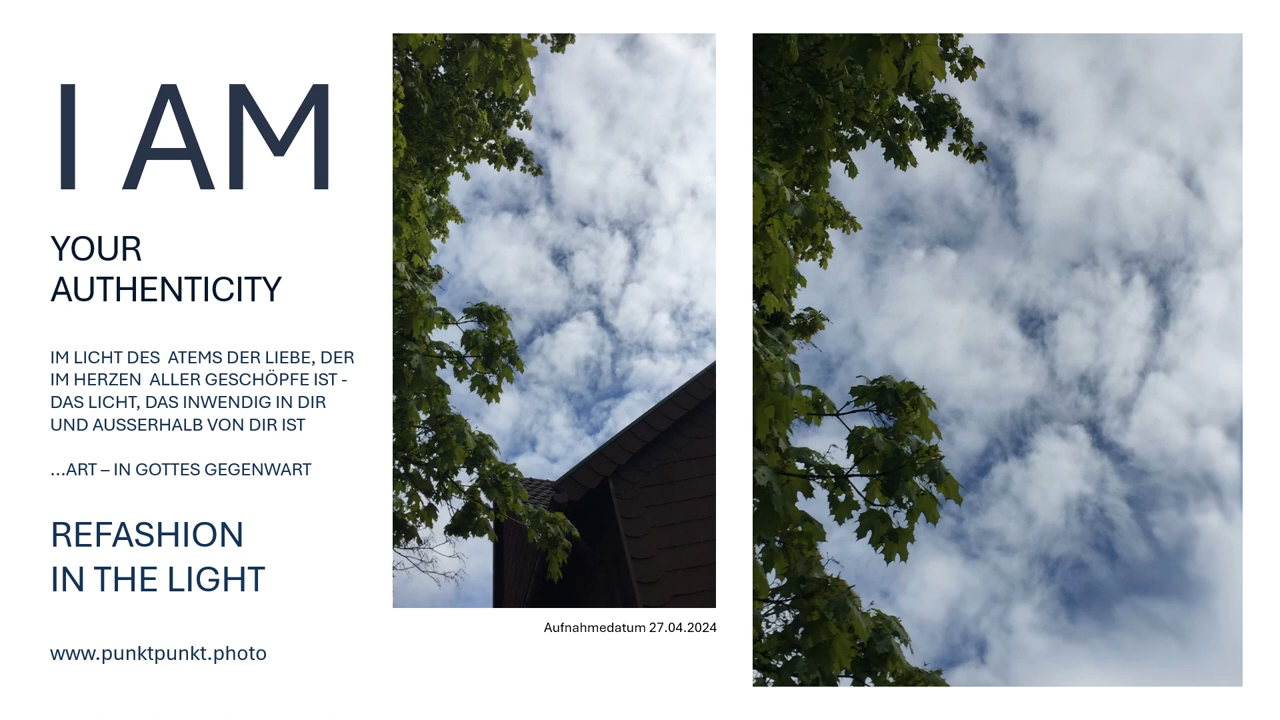 I AM
YOUR
AUTHENTICITY
IM LICHT DES  ATEMS DER LIEBE, DER
IM HERZEN  ALLER GESCHÖPFE IST -
DAS LICHT, DAS INWENDIG IN DIR
UND AUSSERHALB VON DIR IST
...ART – IN GOTTES GEGENWART
REFASHION
IN THE LIGHT
www.punktpunkt.photo
Aufnahmedatum 27.04.2024